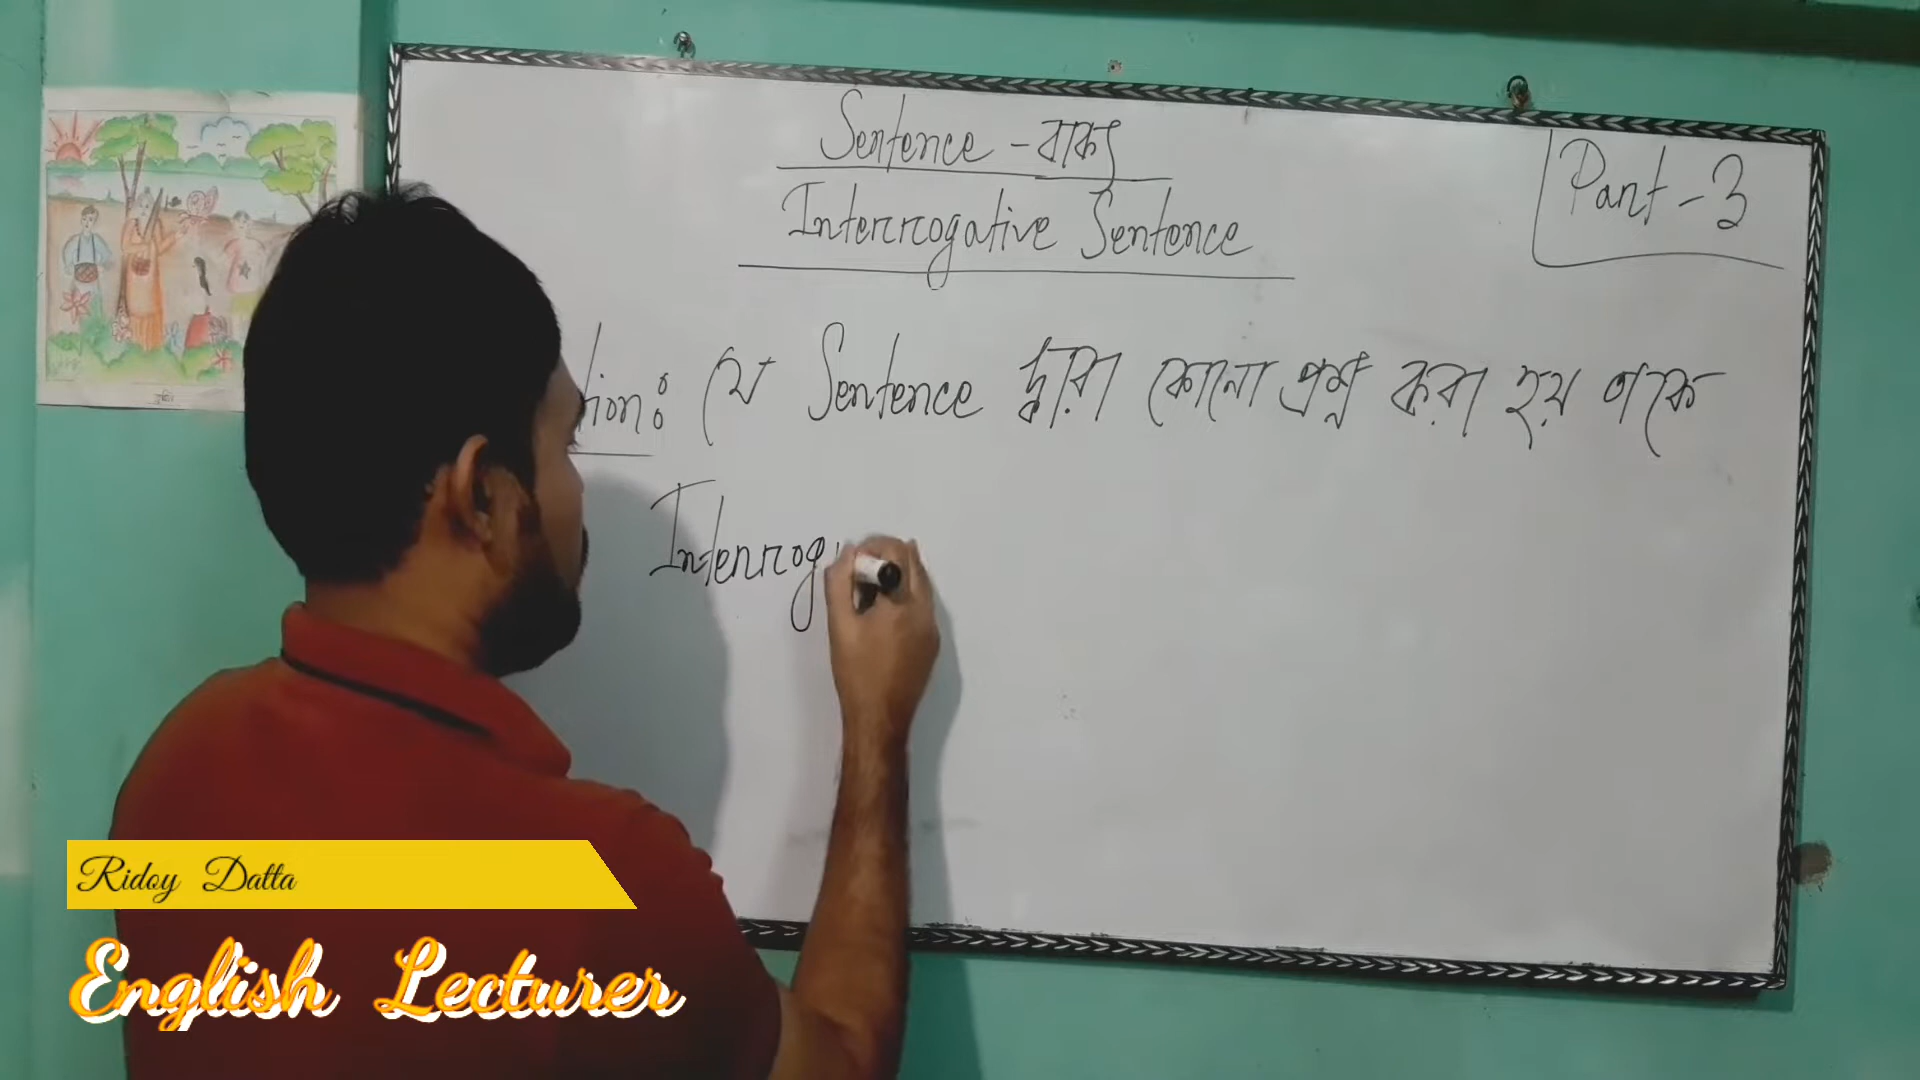 Sentence - বাক্য
Interrogative Sentence
Part - 3
tion: যে Sentence দ্বারা কোনো প্রশ্ন করা হয় তাকে
Interrog
Ridoy Datta
English Lecturer